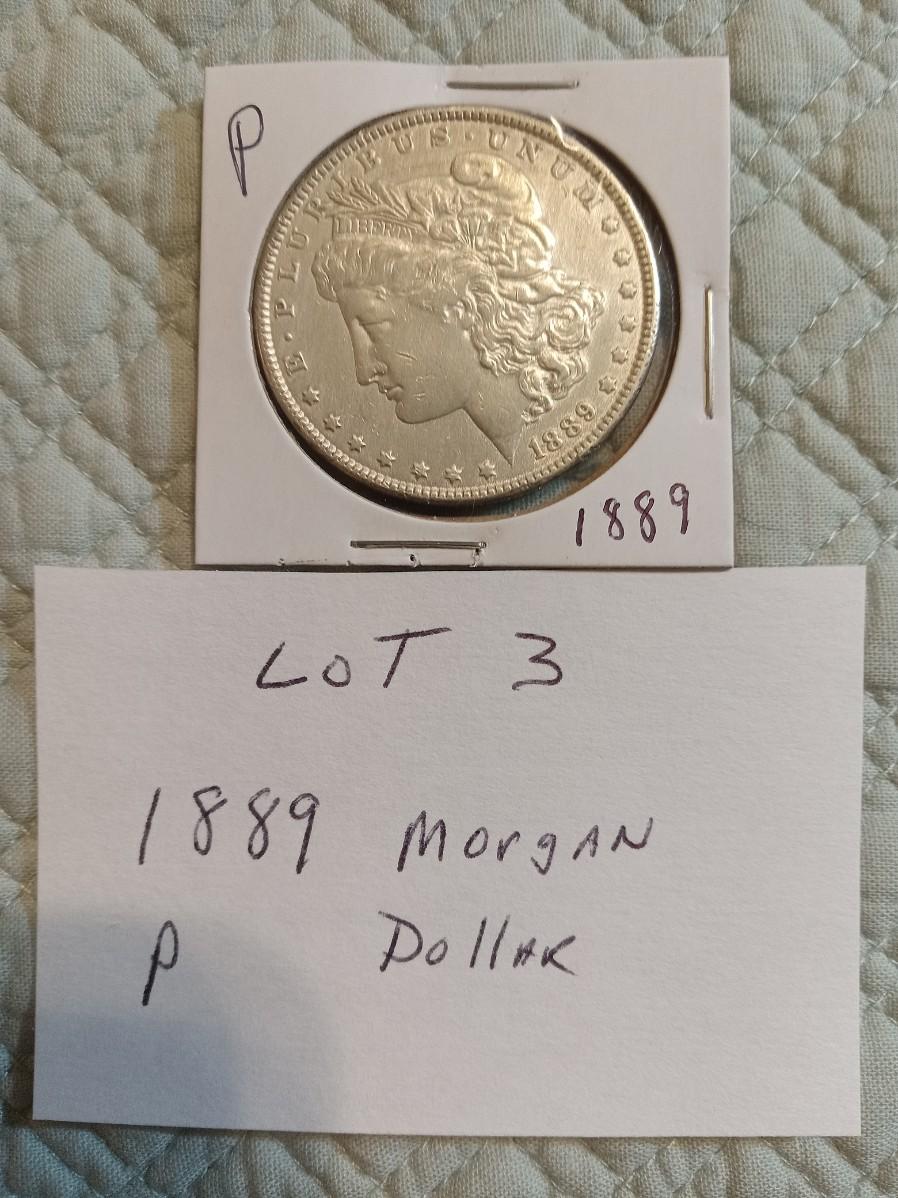 P
E·PLURIBUS·UNUM
LIBERTY
1889
1889
LOT 3
1889 MorgAN
P Dollar